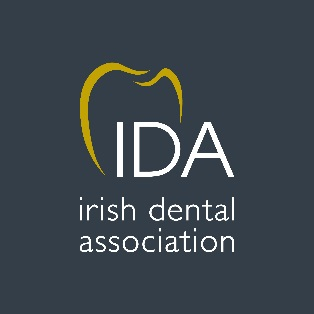 IDA
irish dental
association